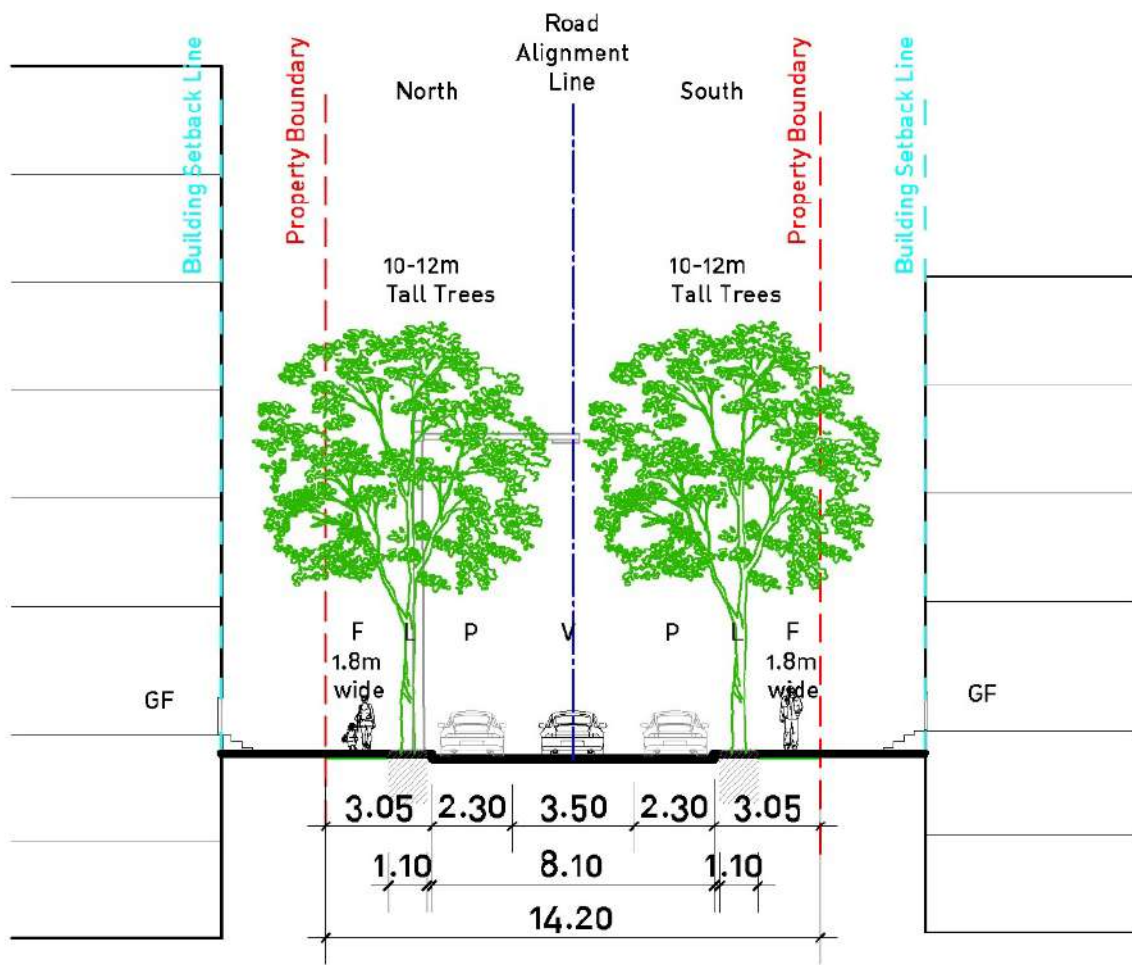 Road
Alignment
Line
Building Setback Line
Property Boundary
North
South
Property Boundary
Building Setback Line
10-12m
Tall Trees
10-12m
Tall Trees
F
L
P
V
P
L
F
1.8m
wide
1.8m
wide
GF
GF
3.05
2.30
3.50
2.30
3.05
1.10
8.10
1.10
14.20